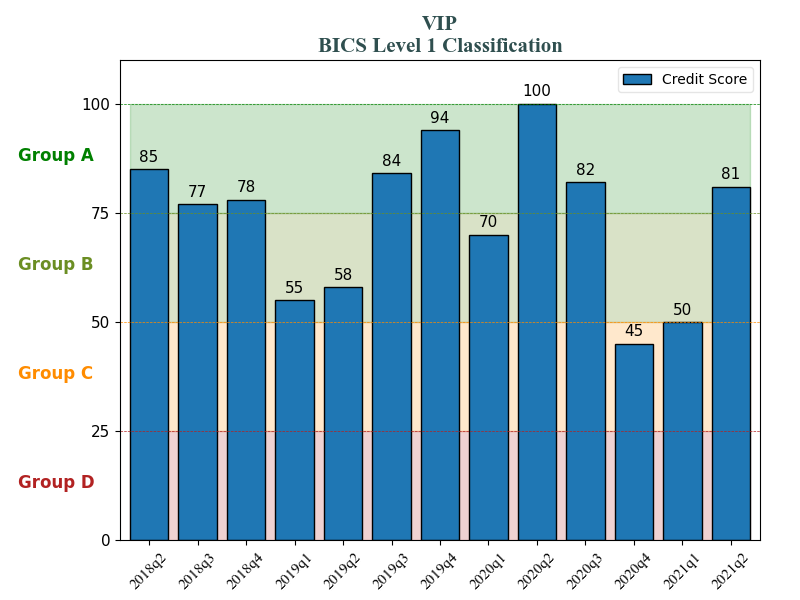 VIP
BICS Level 1 Classification
Credit Score
100
75
50
25
0
Group A
Group B
Group C
Group D
85
77
78
55
58
84
94
70
100
82
45
50
81
2018q2
2018q3
2018q4
2019q1
2019q2
2019q3
2019q4
2020q1
2020q2
2020q3
2020q4
2021q1
2021q2